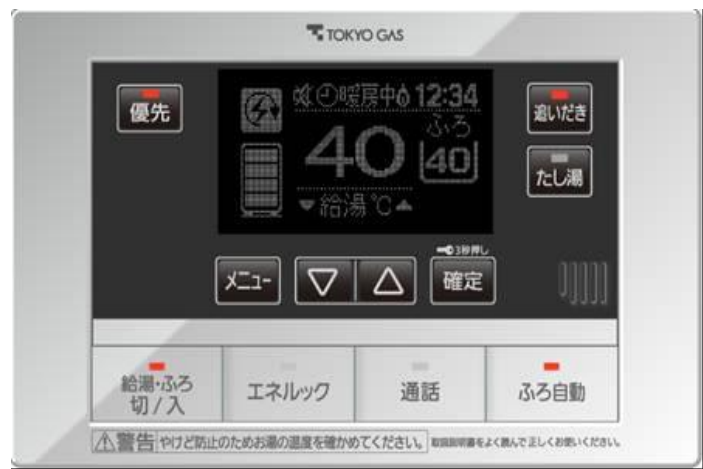 TOKYO GAS
優先
暖房中 12:34
ふろ
40
40
給湯℃
追いだき
たし湯
メニュー
3秒押し
確定
給湯・ふろ
切/入
エネルック
通話
ふろ自動
警告 やけど防止のためお湯の温度を確かめてください。 取扱説明書をよく読んで正しくお使いください。